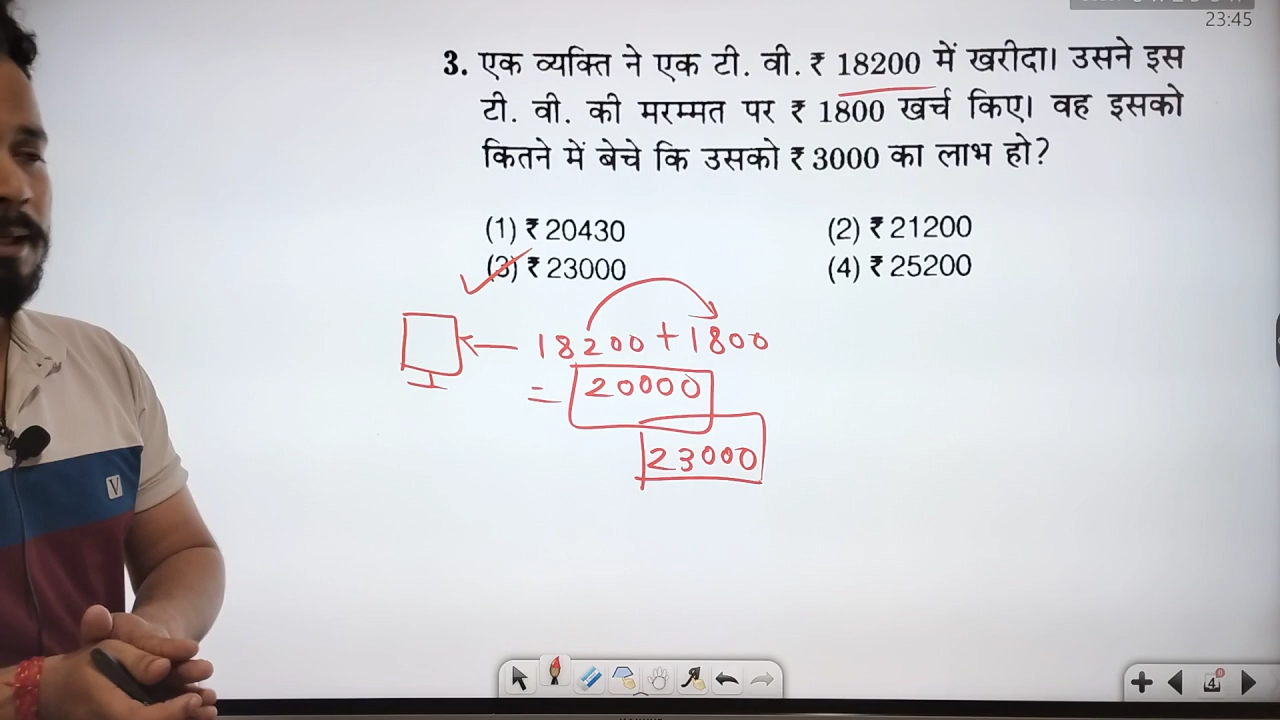 23:45
3. एक व्यक्ति ने एक टी. वी. ₹ 18200 में खरीदा। उसने इस
टी. वी. की मरम्मत पर ₹ 1800 खर्च किए। वह इसको
कितने में बेचे कि उसको ₹ 3000 का लाभ हो?
(1) ₹ 20430 (2) ₹ 21200
(3) ₹ 23000 (4) ₹ 25200
18200 + 1800
= 20000
23000
V
4